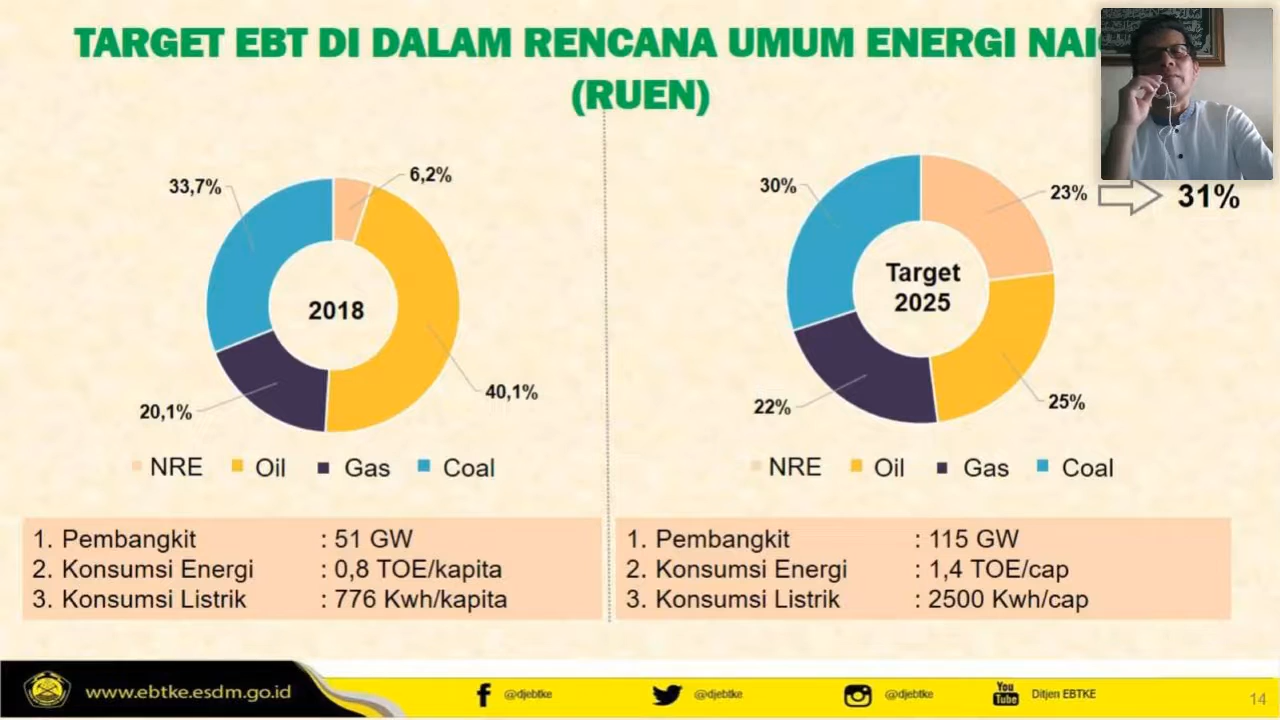 TARGET EBT DI DALAM RENCANA UMUM ENERGI
(RUEN)
33,7%
6,2%
2018
20,1%
40,1%
NRE Oil Gas Coal
30%
23%
31%
Target
2025
22%
25%
NRE Oil Gas Coal
1. Pembangkit : 51 GW
2. Konsumsi Energi : 0,8 TOE/kapita
3. Konsumsi Listrik : 776 Kwh/kapita
1. Pembangkit : 115 GW
2. Konsumsi Energi : 1,4 TOE/cap
3. Konsumsi Listrik : 2500 Kwh/cap
www.ebtke.esdm.go.id
@djebtke
@djebtke
@djebtke
You
Tube
Ditjen EBTKE
14